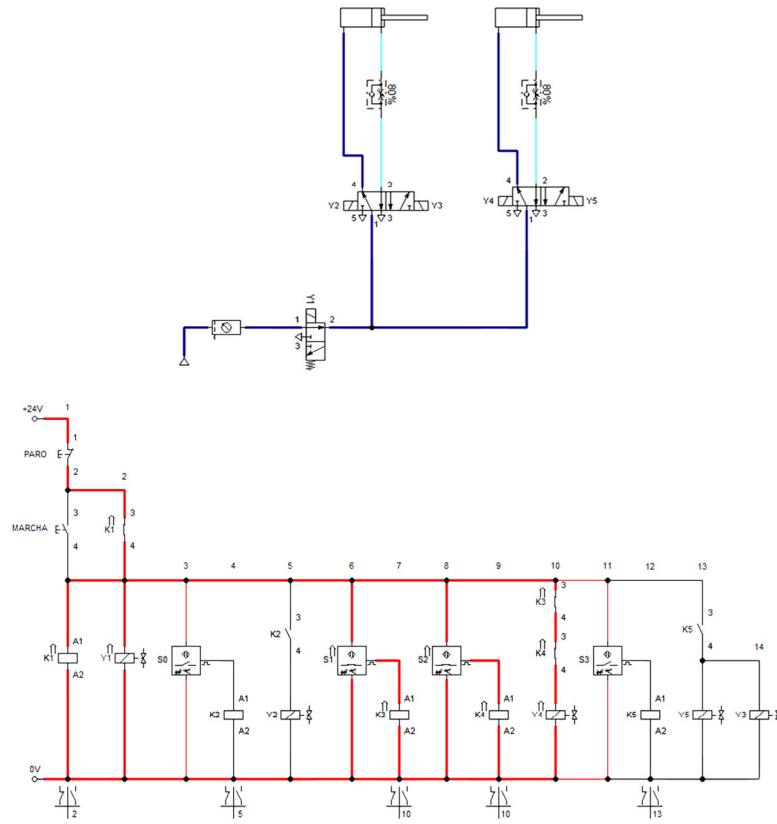 80%
80%
4 2
Y2 Y3
5 3
1
4 2
Y4 Y5
5 3
1
Y1
1 2
3
+24V 1
1
PARO
2 2
3 3
MARCHA K1
4 4
3 4 5 6 7 8 9 10 11 12 13
3
K3
3
K2
4
3
K4
4
3
K5
4 14
A1
K1
A2
Y1
S0
A1
K2
A2
Y2
S1
A1
K3
A2
S2
A1
K4
A2
Y4
S3
A1
K5
A2
Y5
Y3
0V
2 5 10 10 13